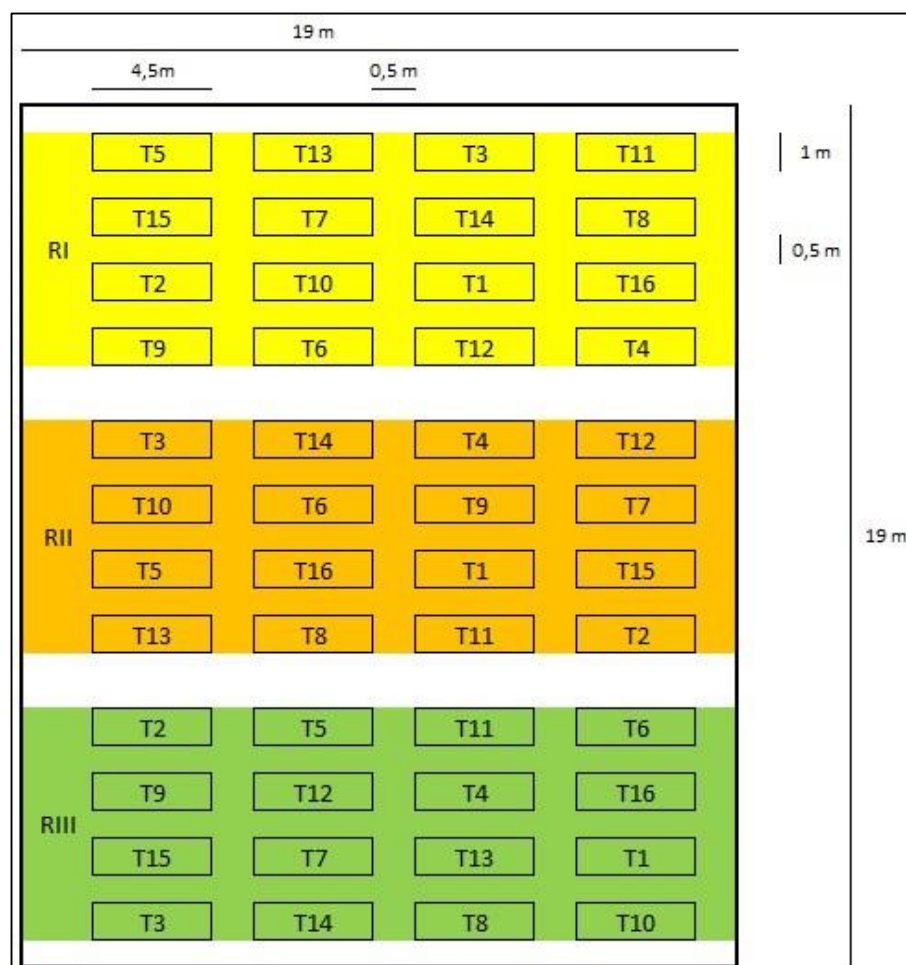 19 m
4,5m 0,5 m
T5 T13 T3 T11 1 m
T15 T7 T14 T8
RI 0,5 m
T2 T10 T1 T16
T9 T6 T12 T4
T3 T14 T4 T12
T10 T6 T9 T7
RII 19 m
T5 T16 T1 T15
T13 T8 T11 T2
T2 T5 T11 T6
T9 T12 T4 T16
RIII
T15 T7 T13 T1
T3 T14 T8 T10